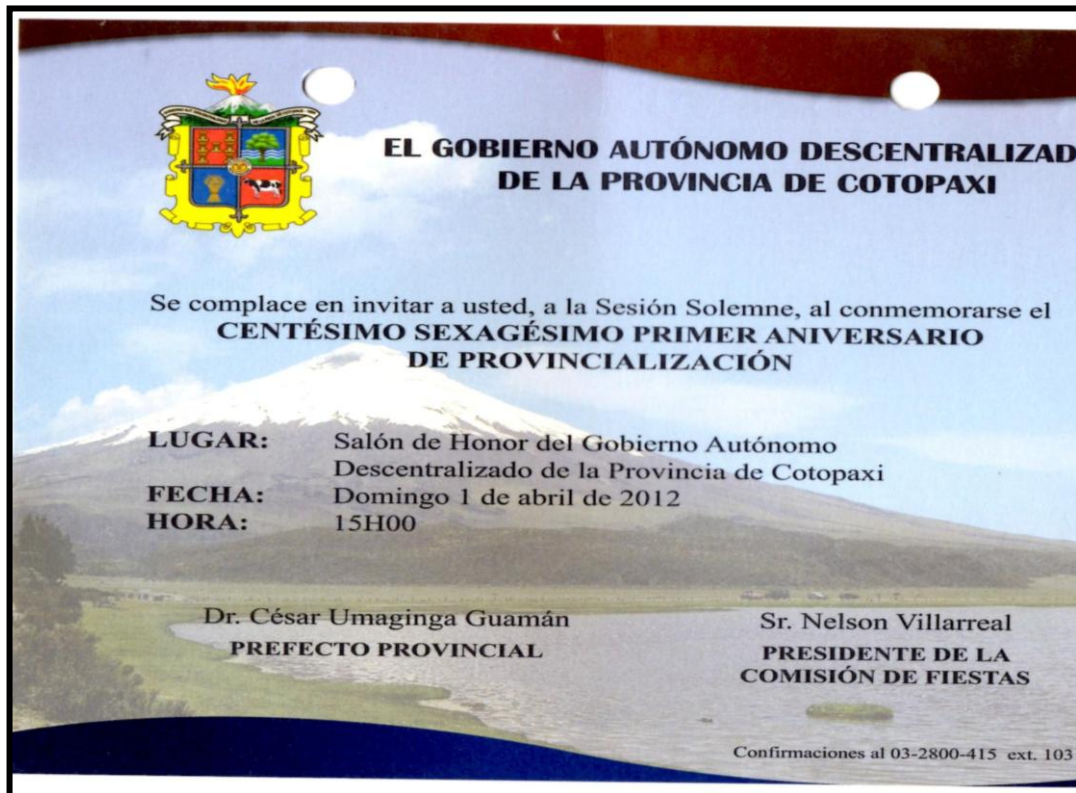 EL GOBIERNO AUTÓNOMO DESCENTRALIZAD
DE LA PROVINCIA DE COTOPAXI
Se complace en invitar a usted, a la Sesión Solemne, al conmemorarse el
CENTÉSIMO SEXAGÉSIMO PRIMER ANIVERSARIO
DE PROVINCIALIZACIÓN
LUGAR: Salón de Honor del Gobierno Autónomo
Descentralizado de la Provincia de Cotopaxi
FECHA: Domingo 1 de abril de 2012
HORA: 15H00
Dr. César Umaginga Guamán
PREFECTO PROVINCIAL
Sr. Nelson Villarreal
PRESIDENTE DE LA
COMISIÓN DE FIESTAS
Confirmaciones al 03-2800-415 ext. 103